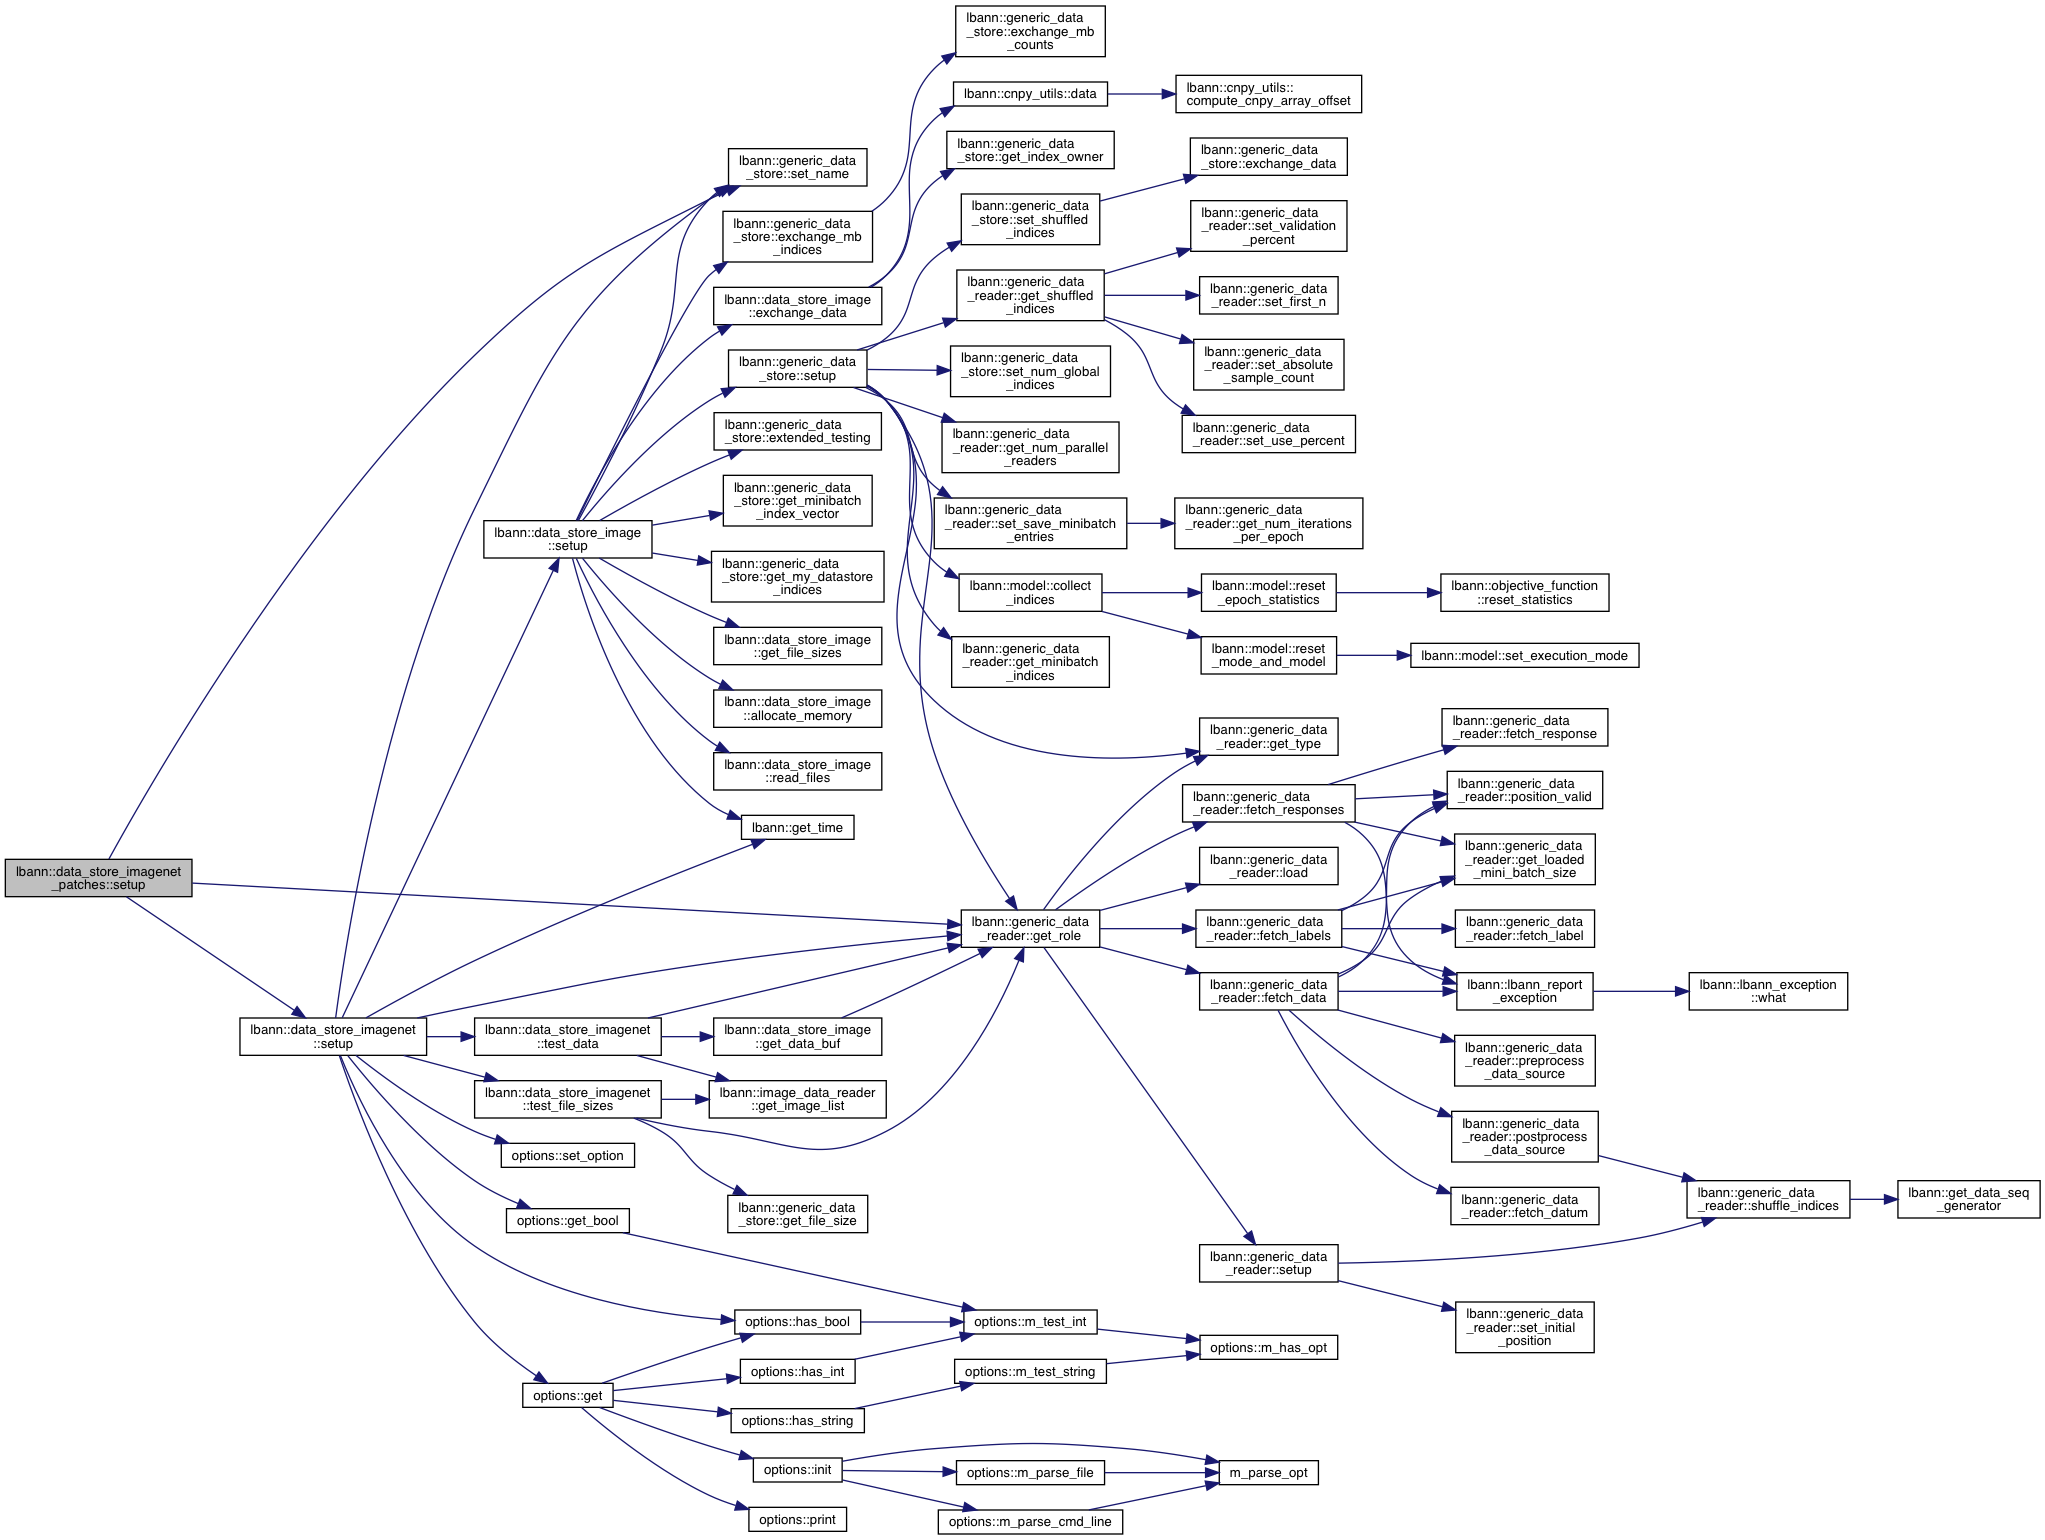 lbann::data_store_imagenet
_patches::setup
lbann::data_store_imagenet
::setup
lbann::data_store_image
::setup
lbann::data_store_imagenet
::test_data
lbann::data_store_imagenet
::test_file_sizes
options::set_option
options::get_bool
options::get
lbann::generic_data
_store::set_name
lbann::generic_data
_store::exchange_mb
_indices
lbann::data_store_image
::exchange_data
lbann::generic_data
_store::setup
lbann::generic_data
_store::extended_testing
lbann::generic_data
_store::get_minibatch
_index_vector
lbann::generic_data
_store::get_my_datastore
_indices
lbann::data_store_image
::get_file_sizes
lbann::data_store_image
::allocate_memory
lbann::data_store_image
::read_files
lbann::get_time
lbann::data_store_image
::get_data_buf
lbann::image_data_reader
::get_image_list
lbann::generic_data
_store::get_file_size
options::has_bool
options::has_int
options::has_string
options::init
options::print
lbann::generic_data
_store::exchange_mb
_counts
lbann::cnpy_utils::data
lbann::generic_data
_store::get_index_owner
lbann::generic_data
_store::set_shuffled
_indices
lbann::generic_data
_reader::get_shuffled
_indices
lbann::generic_data
_store::set_num_global
_indices
lbann::generic_data
_reader::get_num_parallel
_readers
lbann::generic_data
_reader::set_save_minibatch
_entries
lbann::model::collect
_indices
lbann::generic_data
_reader::get_minibatch
_indices
lbann::generic_data
_reader::get_role
options::m_test_int
options::m_test_string
options::m_parse_file
options::m_parse_cmd_line
lbann::cnpy_utils::
compute_cnpy_array_offset
lbann::generic_data
_store::exchange_data
lbann::generic_data
_reader::set_validation
_percent
lbann::generic_data
_reader::set_first_n
lbann::generic_data
_reader::set_absolute
_sample_count
lbann::generic_data
_reader::set_use_percent
lbann::generic_data
_reader::get_num_iterations
_per_epoch
lbann::model::reset
_epoch_statistics
lbann::model::reset
_mode_and_model
lbann::generic_data
_reader::get_type
lbann::generic_data
_reader::fetch_responses
lbann::generic_data
_reader::load
lbann::generic_data
_reader::fetch_labels
lbann::generic_data
_reader::fetch_data
lbann::generic_data
_reader::setup
options::m_has_opt
m_parse_opt
lbann::objective_function
::reset_statistics
lbann::model::set_execution_mode
lbann::generic_data
_reader::fetch_response
lbann::generic_data
_reader::position_valid
lbann::generic_data
_reader::get_loaded
_mini_batch_size
lbann::generic_data
_reader::fetch_label
lbann::lbann_report
_exception
lbann::generic_data
_reader::preprocess
_data_source
lbann::generic_data
_reader::postprocess
_data_source
lbann::generic_data
_reader::fetch_datum
lbann::generic_data
_reader::set_initial
_position
lbann::lbann_exception
::what
lbann::generic_data
_reader::shuffle_indices
lbann::get_data_seq
_generator